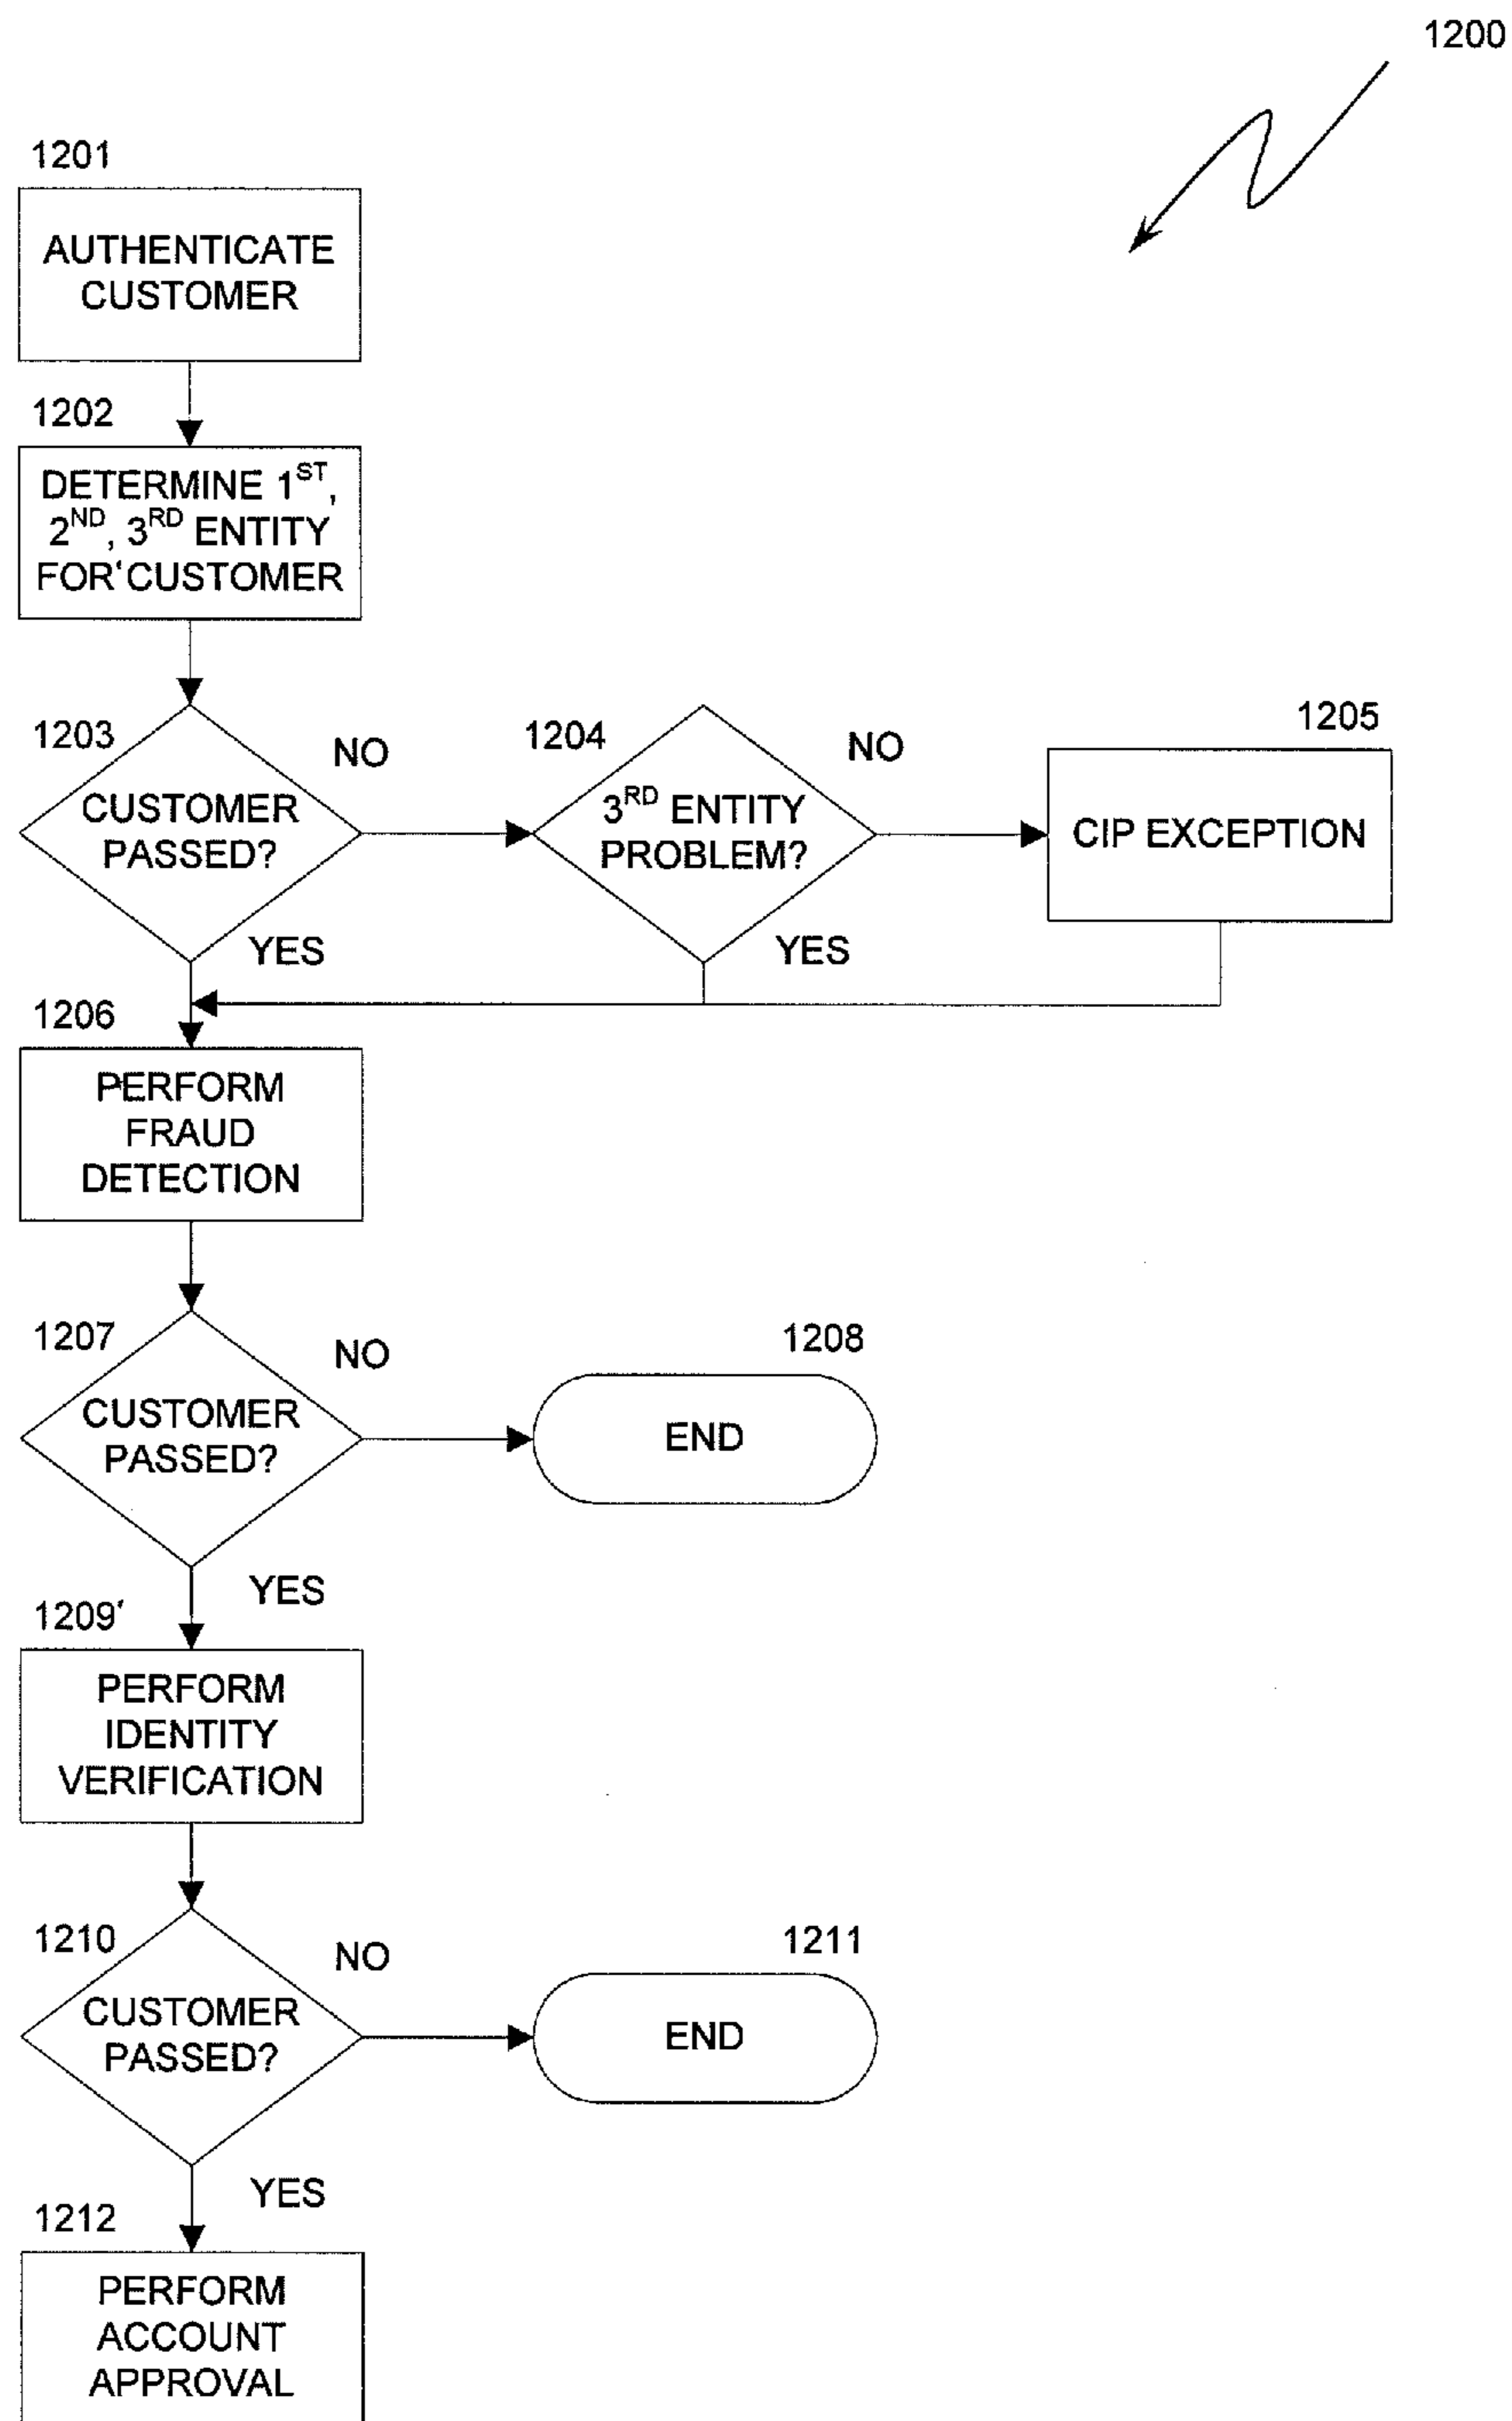 1200
1201
AUTHENTICATE
CUSTOMER
1202
DETERMINE 1ST,
2ND, 3RD ENTITY
FOR'CUSTOMER
1203
NO
1204
NO
1205
CUSTOMER
PASSED?
3RD ENTITY
PROBLEM?
CIP EXCEPTION
YES
YES
1206
PERFORM
FRAUD
DETECTION
1207
NO
1208
CUSTOMER
PASSED?
END
YES
1209'
PERFORM
IDENTITY
VERIFICATION
1210
NO
1211
CUSTOMER
PASSED?
END
YES
1212
PERFORM
ACCOUNT
APPROVAL